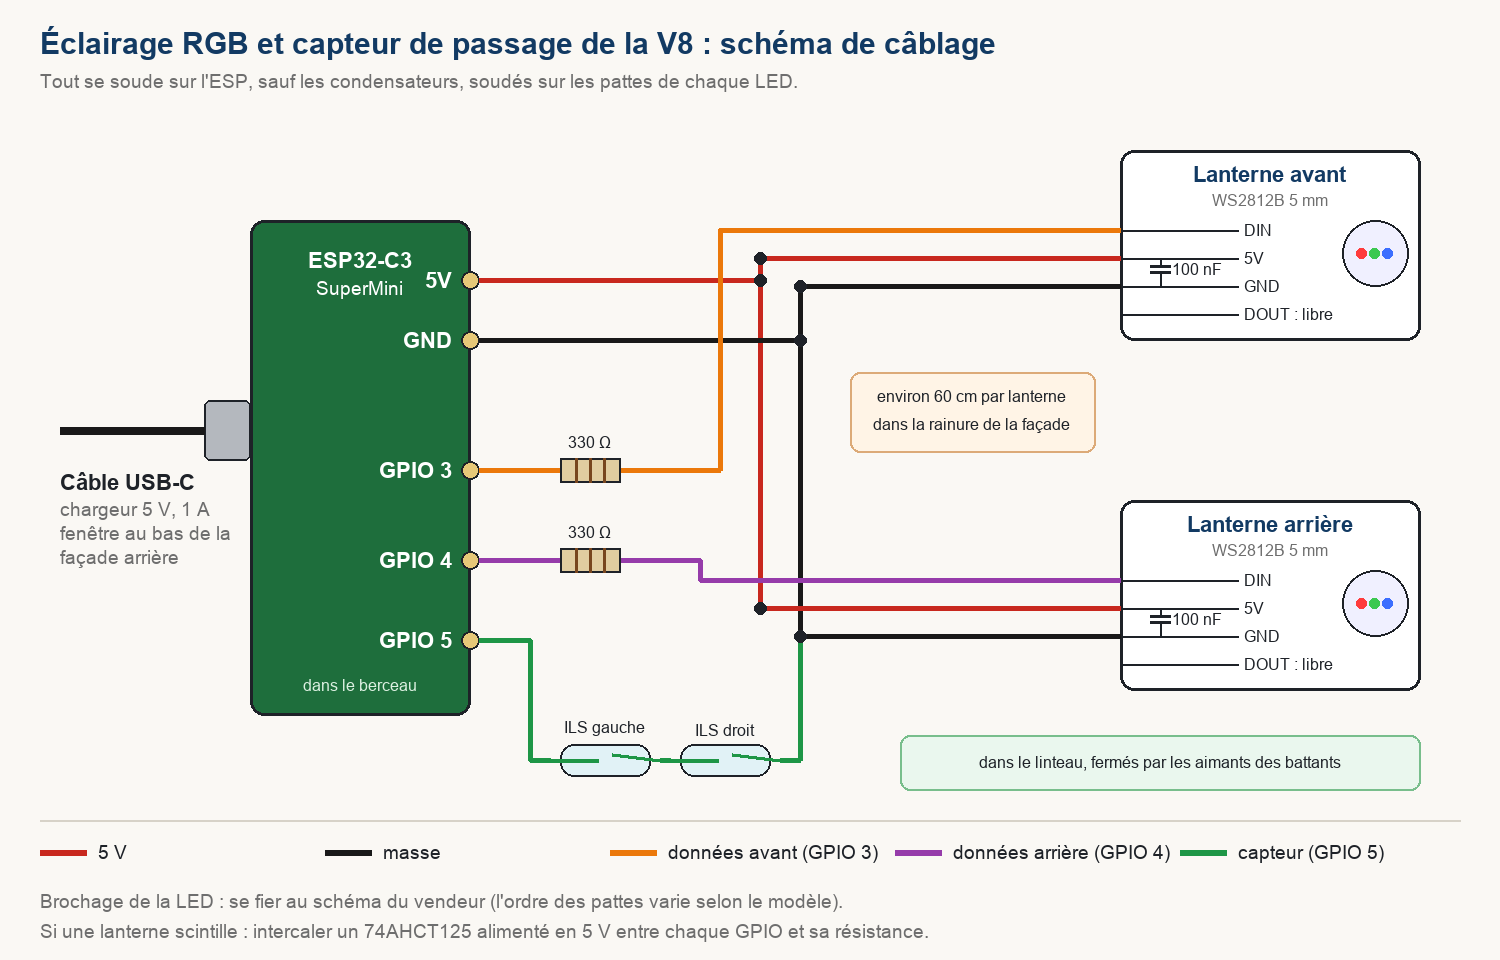 Éclairage RGB et capteur de passage de la V8 : schéma de câblage
Tout se soude sur l'ESP, sauf les condensateurs, soudés sur les pattes de chaque LED.
Lanterne avant
WS2812B 5 mm
DIN
5V
100 nF
GND
DOUT : libre
ESP32-C3
SuperMini
5V
GND
GPIO 3
GPIO 4
GPIO 5
dans le berceau
330 Ω
330 Ω
environ 60 cm par lanterne
dans la rainure de la façade
Câble USB-C
chargeur 5 V, 1 A
fenêtre au bas de la
façade arrière
Lanterne arrière
WS2812B 5 mm
DIN
5V
100 nF
GND
DOUT : libre
ILS gauche
ILS droit
dans le linteau, fermés par les aimants des battants
5 V
masse
données avant (GPIO 3)
données arrière (GPIO 4)
capteur (GPIO 5)
Brochage de la LED : se fier au schéma du vendeur (l'ordre des pattes varie selon le modèle).
Si une lanterne scintille : intercaler un 74AHCT125 alimenté en 5 V entre chaque GPIO et sa résistance.